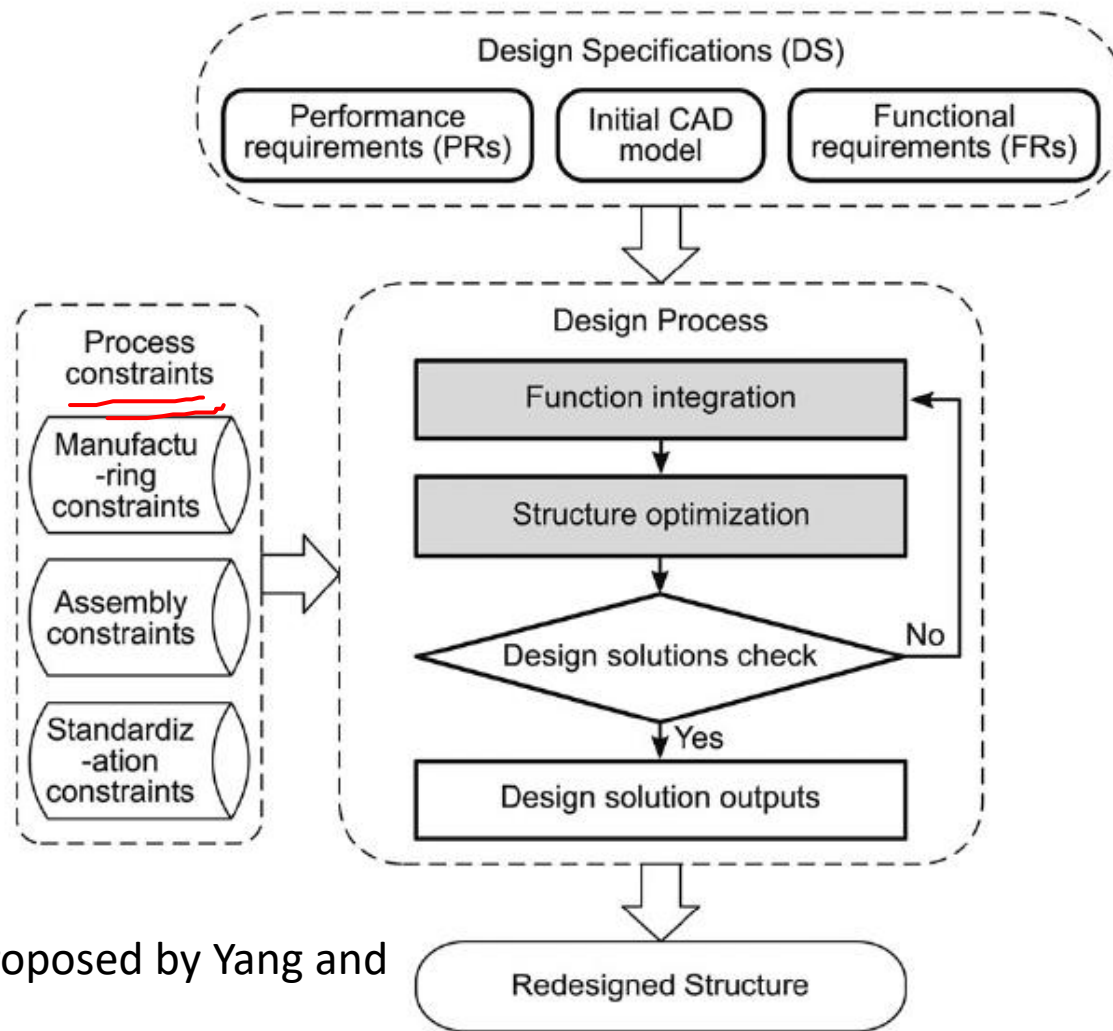 Design Specifications (DS)
Performance
requirements (PRs)
Initial CAD
model
Functional
requirements (FRs)
Process
constraints
Manufactu
-ring
constraints
Assembly
constraints
Standardiz
-ation
constraints
Design Process
Function integration
Structure optimization
Design solutions check
No
Yes
Design solution outputs
oposed by Yang and
Redesigned Structure